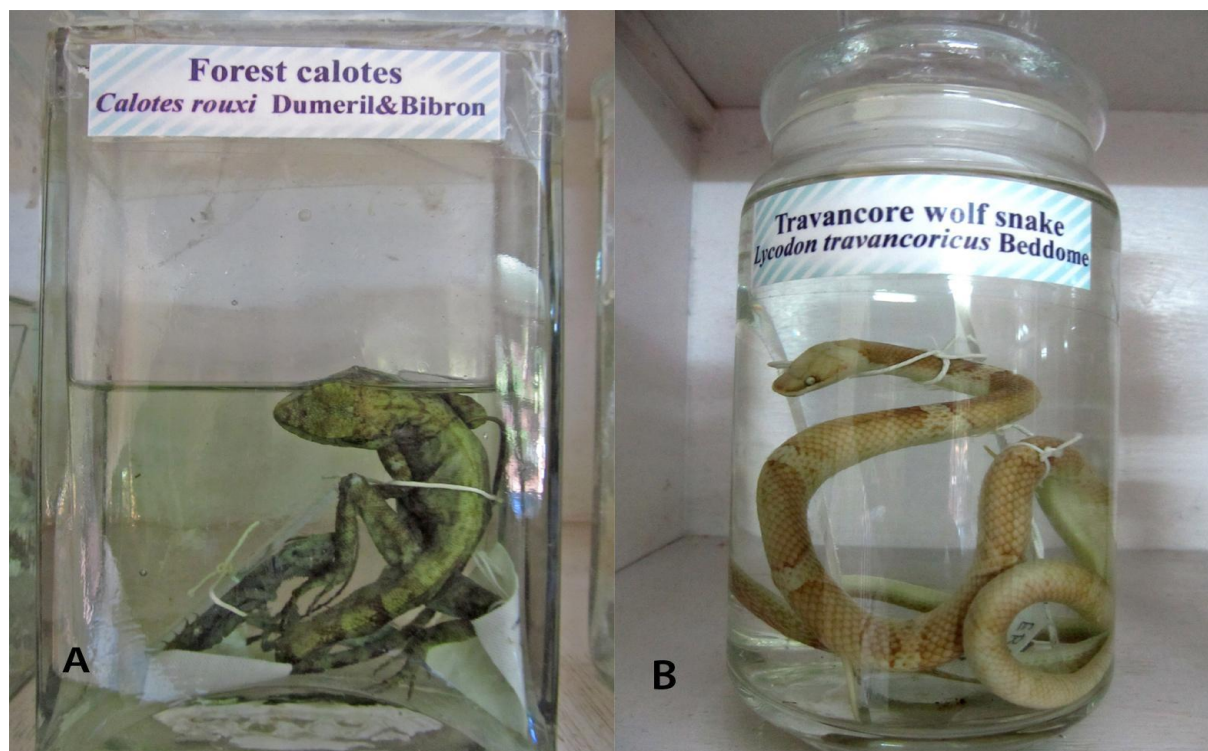 Forest calotes
Calotes rouxi Dumeril&Bibron
A
Travancore wolf snake
Lycodon travancoricus Beddome
B